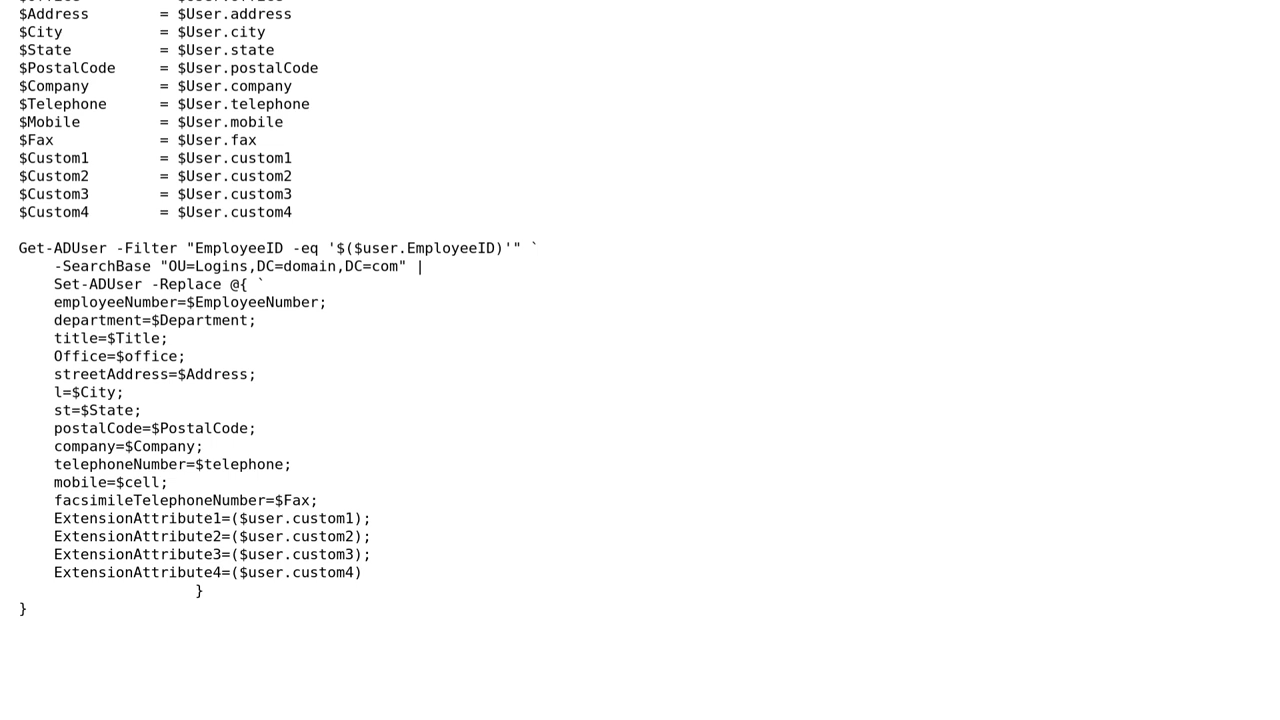 $Address        = $User.address
$City           = $User.city
$State          = $User.state
$PostalCode     = $User.postalCode
$Company        = $User.company
$Telephone      = $User.telephone
$Mobile         = $User.mobile
$Fax            = $User.fax
$Custom1        = $User.custom1
$Custom2        = $User.custom2
$Custom3        = $User.custom3
$Custom4        = $User.custom4

Get-ADUser -Filter "EmployeeID -eq '$($user.EmployeeID)'" `
    -SearchBase "OU=Logins,DC=domain,DC=com" |
    Set-ADUser -Replace @{ `
    employeeNumber=$EmployeeNumber;
    department=$Department;
    title=$Title;
    Office=$office;
    streetAddress=$Address;
    l=$City;
    st=$State;
    postalCode=$PostalCode;
    company=$Company;
    telephoneNumber=$telephone;
    mobile=$cell;
    facsimileTelephoneNumber=$Fax;
    ExtensionAttribute1=($user.custom1);
    ExtensionAttribute2=($user.custom2);
    ExtensionAttribute3=($user.custom3);
    ExtensionAttribute4=($user.custom4)
                    }
}